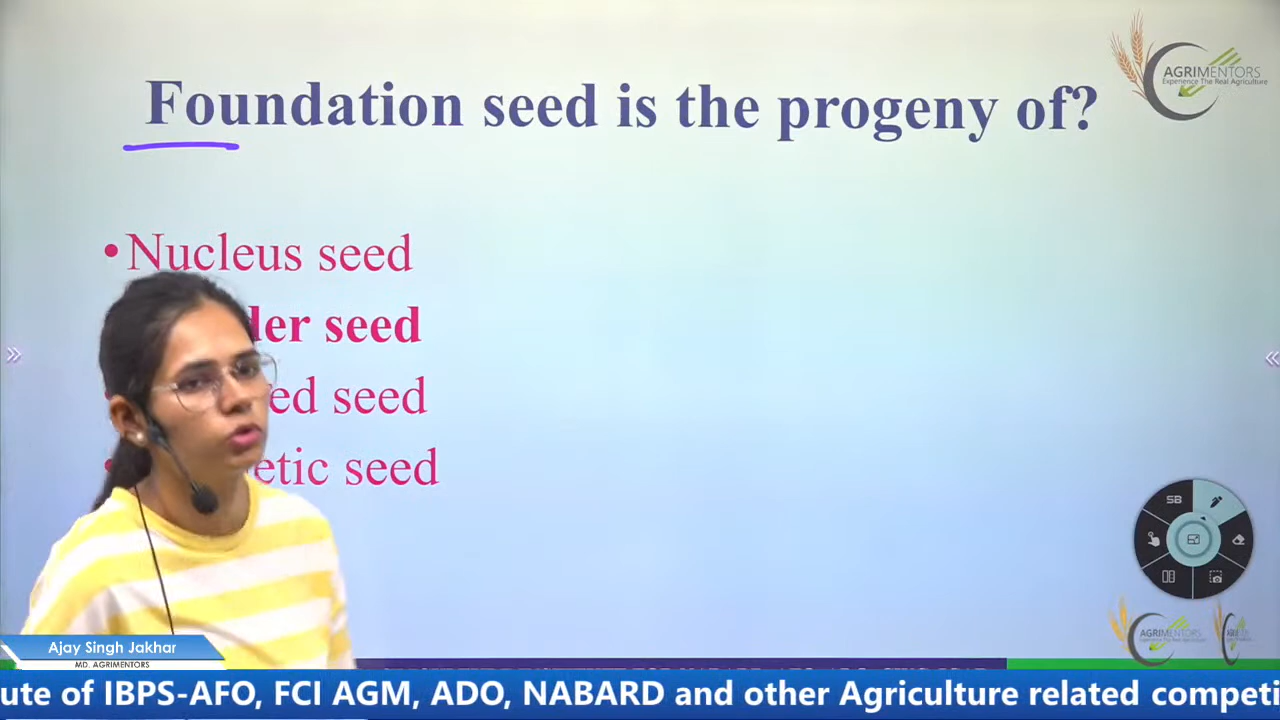 Foundation seed is the progeny of?
AGRIMENTORS
Experience The Real Agriculture
•Nucleus seed
der seed
ed seed
etic seed
SB
AGRIMENTORS
Ajay Singh Jakhar
MD. AGRIMENTORS
ute of IBPS-AFO, FCI AGM, ADO, NABARD and other Agriculture related competi